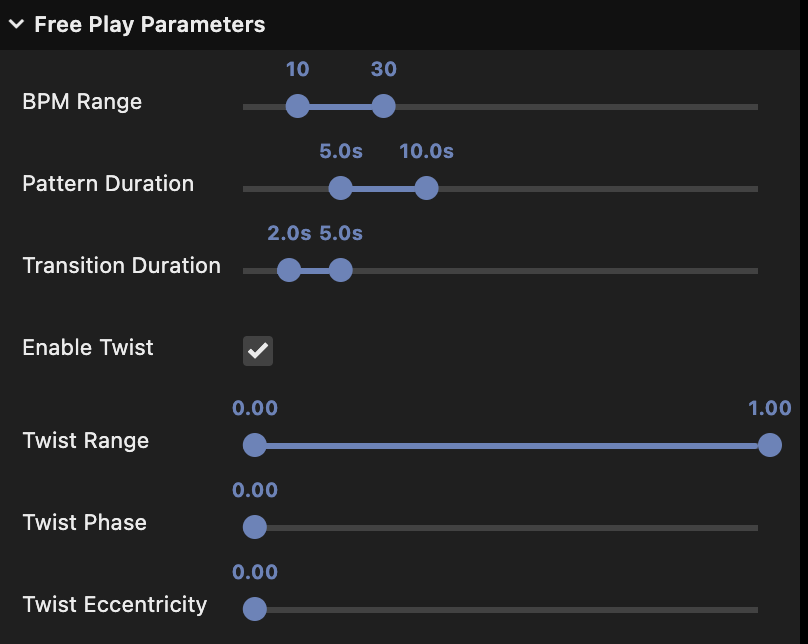 Free Play Parameters
10 30
BPM Range
5.0s 10.0s
Pattern Duration
2.0s 5.0s
Transition Duration
Enable Twist
0.00 1.00
Twist Range
0.00
Twist Phase
0.00
Twist Eccentricity